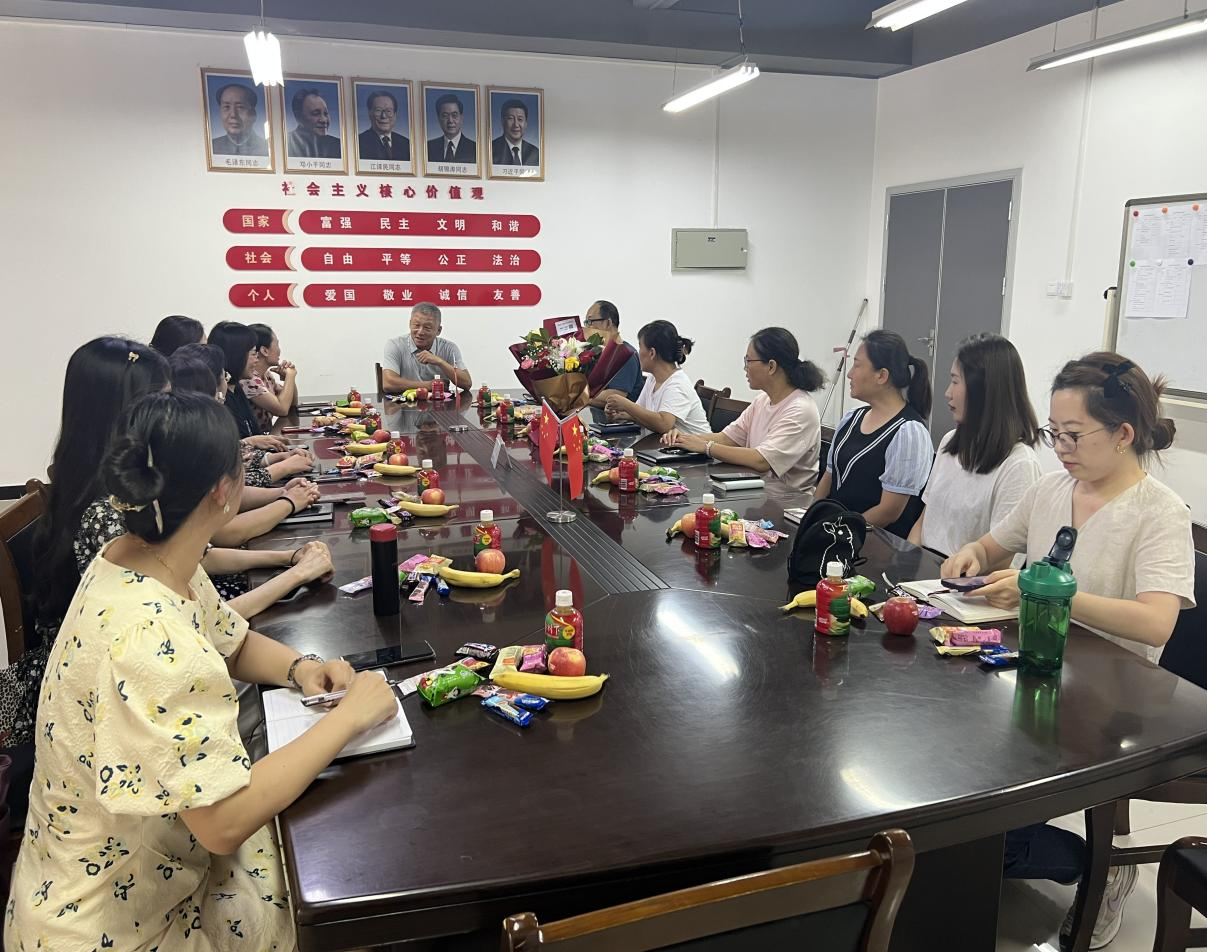 毛泽东同志
邓小平同志
江泽民同志
胡锦涛同志
习近平同志
社会主义核心价值观
国家 富强 民主 文明 和谐
社会 自由 平等 公正 法治
个人 爱国 敬业 诚信 友善